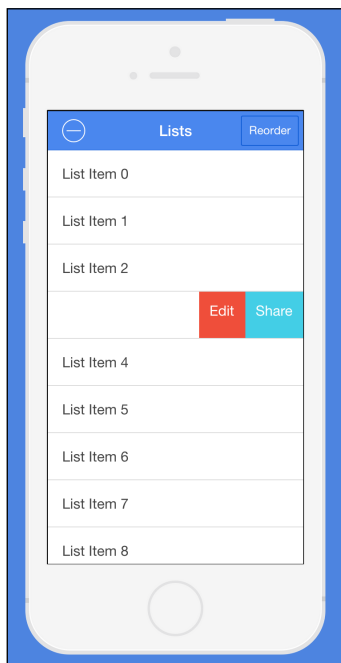 Lists Reorder
List Item 0
List Item 1
List Item 2
Edit Share
List Item 4
List Item 5
List Item 6
List Item 7
List Item 8